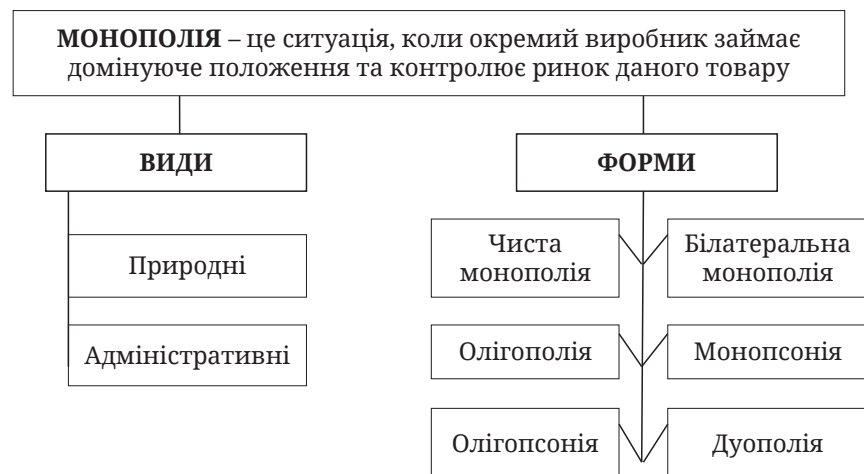 МОНОПОЛІЯ – це ситуація, коли окремий виробник займає
домінуюче положення та контролює ринок даного товару
ВИДИ
ФОРМИ
Природні
Адміністративні
Чиста
монополія
Білатеральна
монополія
Олігополія
Монопсонія
Олігопсонія
Дуополія